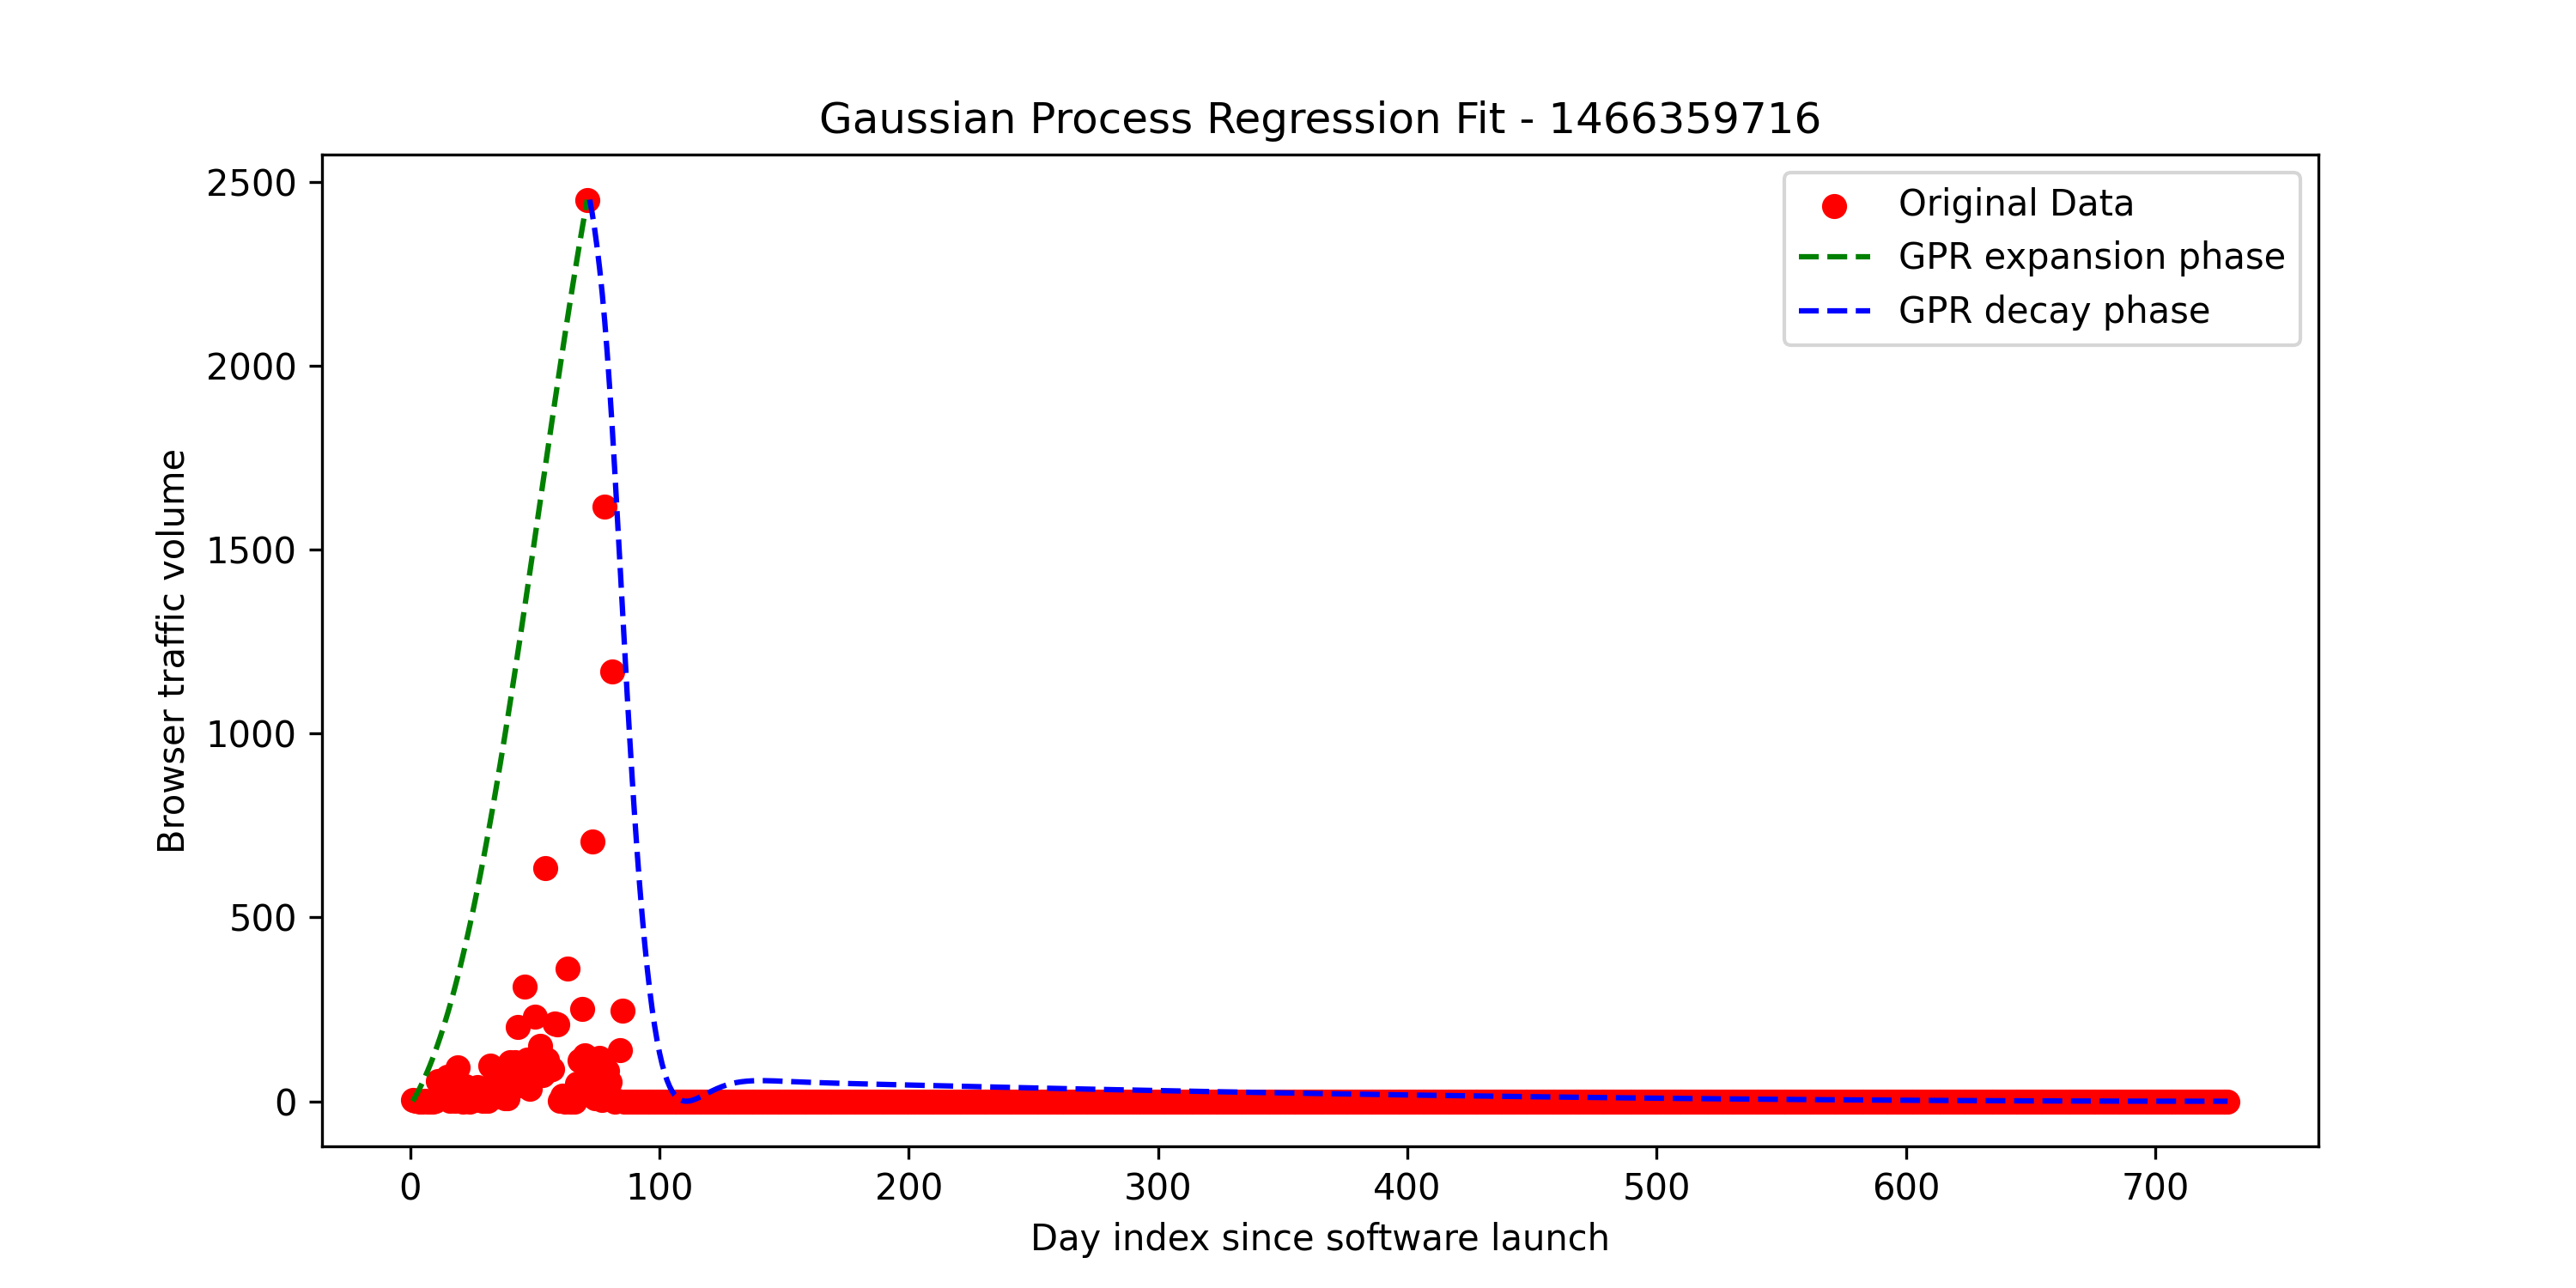 Gaussian Process Regression Fit - 1466359716
Original Data
GPR expansion phase
GPR decay phase
Browser traffic volume
2500
2000
1500
1000
500
0
0 100 200 300 400 500 600 700
Day index since software launch